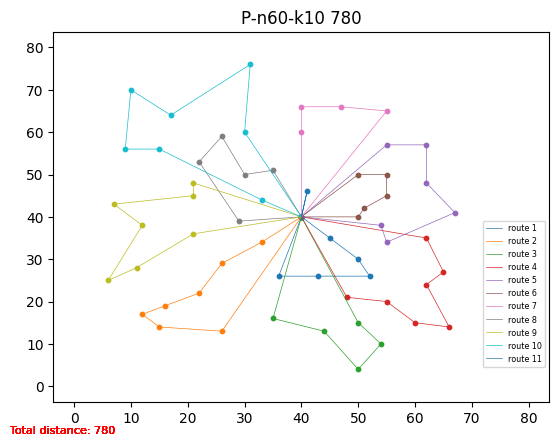 P-n60-k10 780
80
70
60
50
40
30
20
10
0
0 10 20 30 40 50 60 70 80
route 1
route 2
route 3
route 4
route 5
route 6
route 7
route 8
route 9
route 10
route 11
Total distance: 780